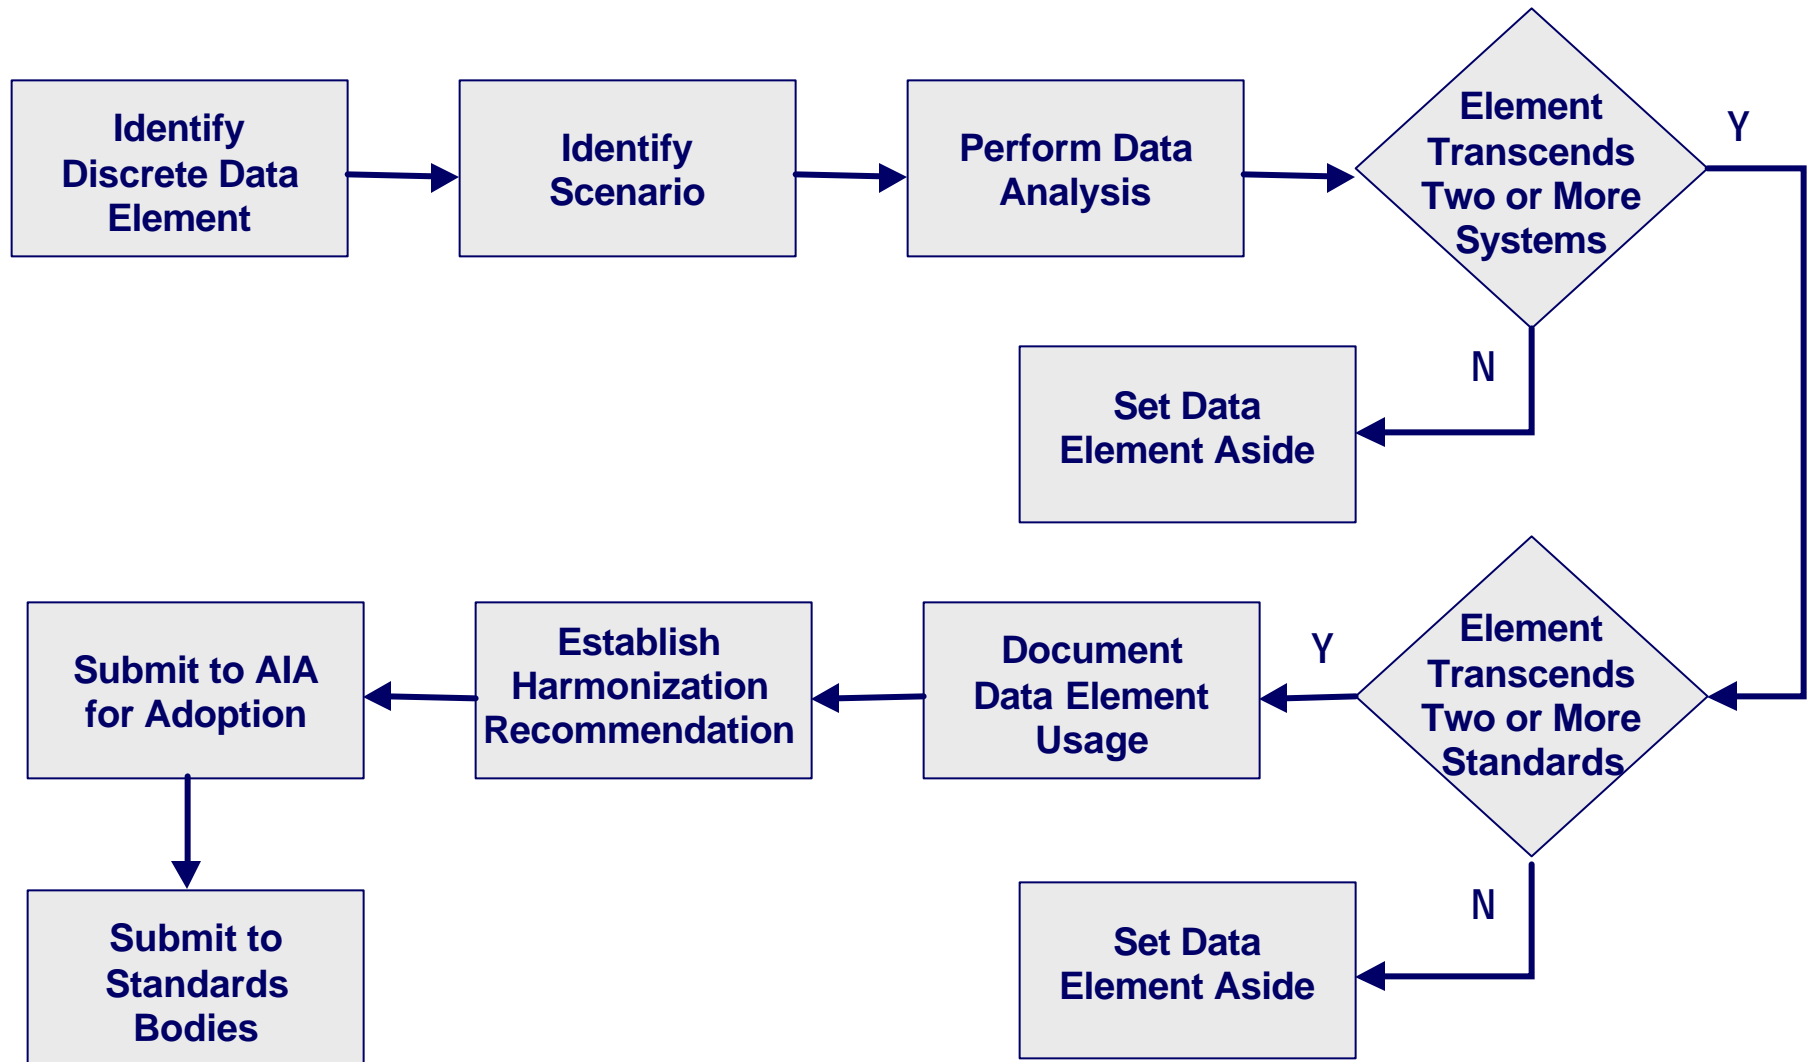 Identify
Discrete Data
Element
Identify
Scenario
Perform Data
Analysis
Element
Transcends
Two or More
Systems
Y
N
Set Data
Element Aside
Element
Transcends
Two or More
Standards
Y
Document
Data Element
Usage
Establish
Harmonization
Recommendation
Submit to AIA
for Adoption
N
Set Data
Element Aside
Submit to
Standards
Bodies